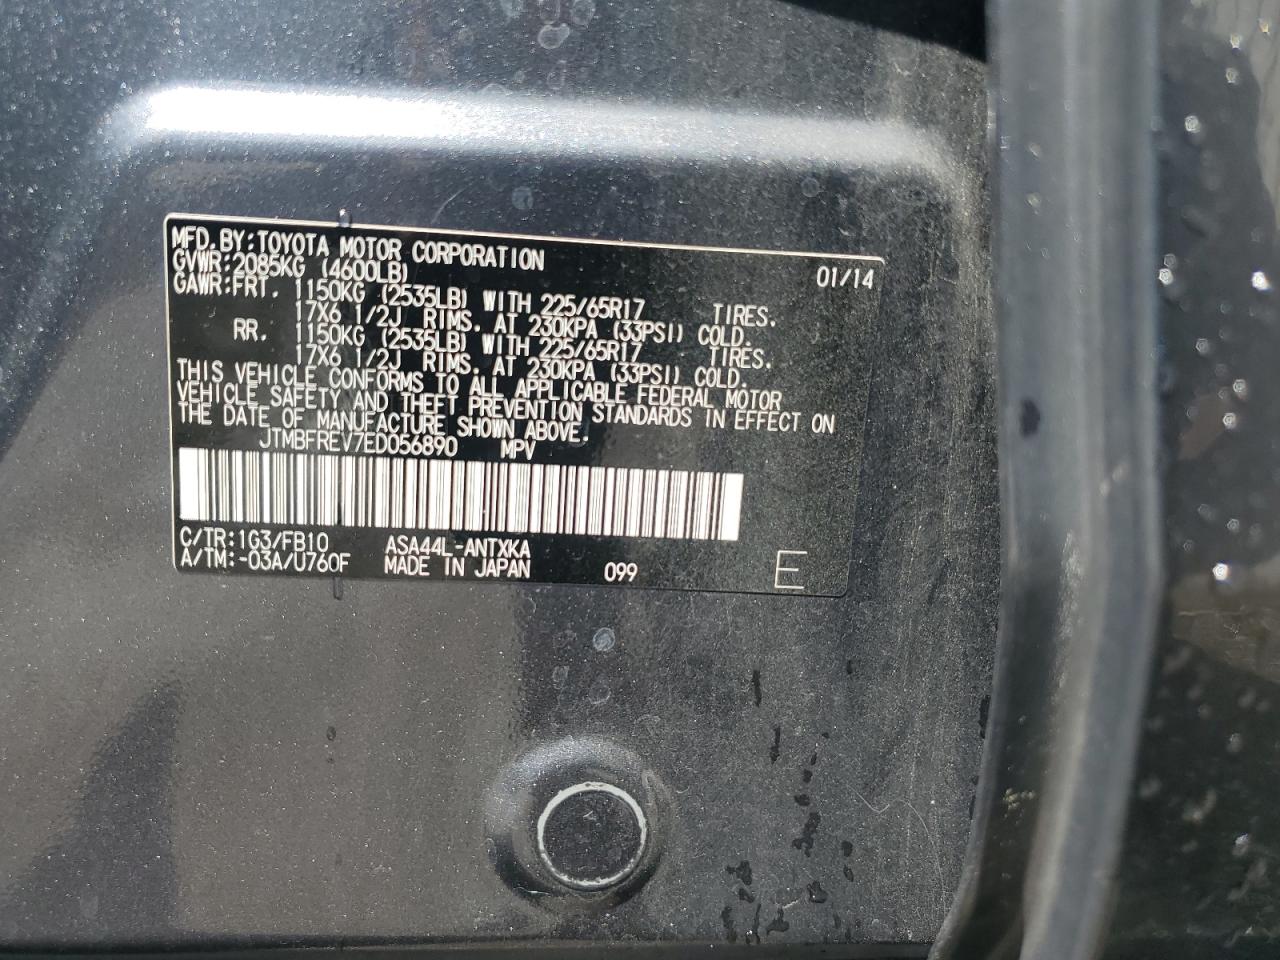 MFD.BY:TOYOTA MOTOR CORPORATION 01/14
GVWR:2085KG (4600LB)
GAWR:FRT. 1150KG (2535LB) WITH 225/65R17 TIRES.
17X6 1/2J RIMS. AT 230KPA (33PSI) COLD.
RR. 1150KG (2535LB) WITH 225/65R17 TIRES.
17X6 1/2J RIMS. AT 230KPA (33PSI) COLD.
THIS VEHICLE CONFORMS TO ALL APPLICABLE FEDERAL MOTOR
VEHICLE SAFETY AND THEFT PREVENTION STANDARDS IN EFFECT ON
THE DATE OF MANUFACTURE SHOWN ABOVE.
JTMBFREV7ED056890 MPV
C/TR:1G3/FB10 ASA44L-ANTXKA
A/TM:-03A/U760F MADE IN JAPAN 099 E